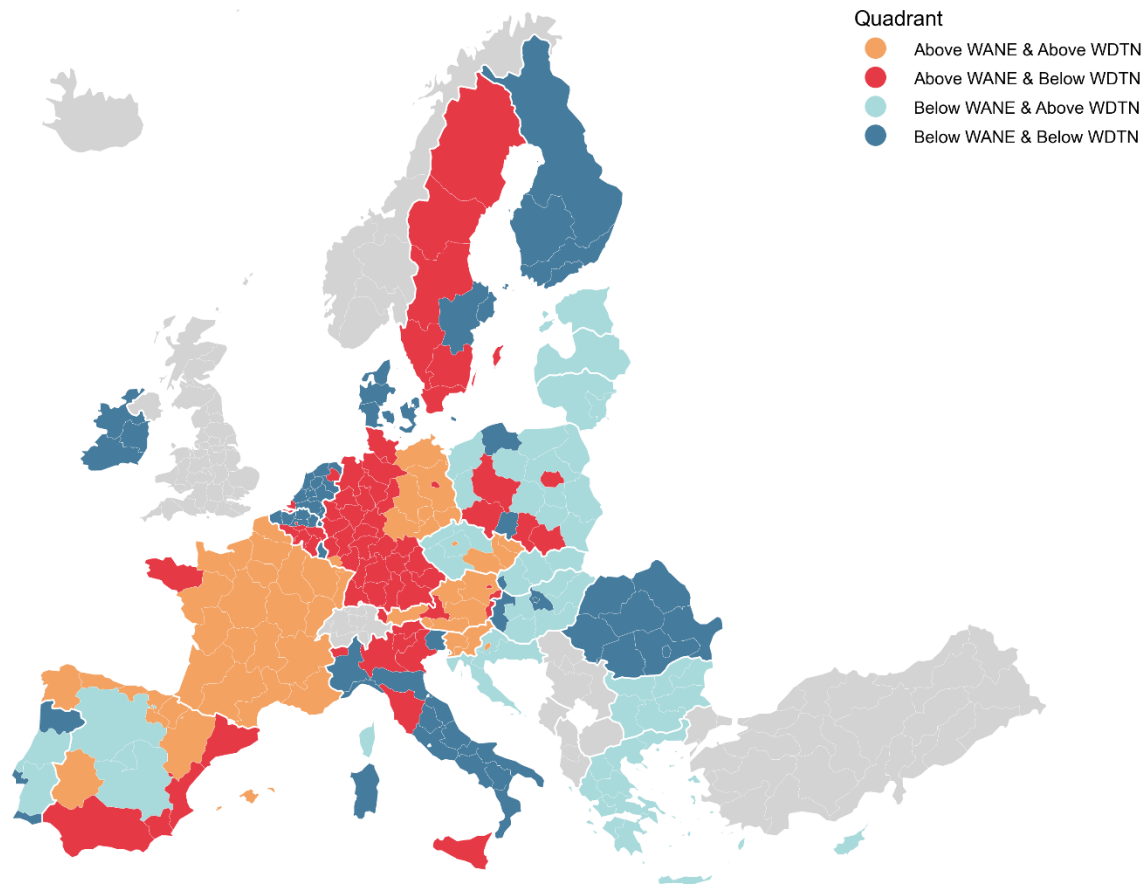 Quadrant
Above WANE & Above WDTN
Above WANE & Below WDTN
Below WANE & Above WDTN
Below WANE & Below WDTN